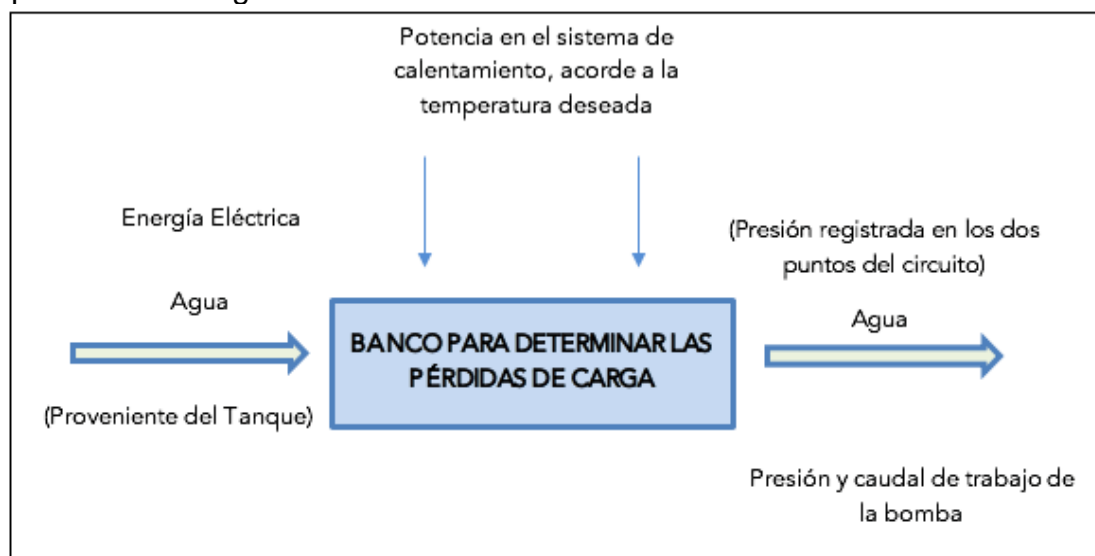 Potencia en el sistema de
calentamiento, acorde a la
temperatura deseada
Energía Eléctrica
(Presión registrada en los dos
puntos del circuito)
Agua
Agua
BANCO PARA DETERMINAR LAS
PÉRDIDAS DE CARGA
(Proveniente del Tanque)
Presión y caudal de trabajo de
la bomba